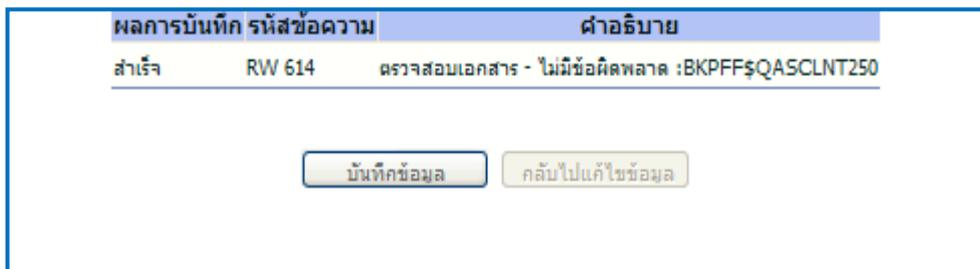 ผลการบันทึก รหัสข้อความ คำอธิบาย
สำเร็จ RW 614 ตรวจสอบเอกสาร - ไม่มีข้อผิดพลาด :BKPFF$QASCLNT250
บันทึกข้อมูล กลับไปแก้ไขข้อมูล